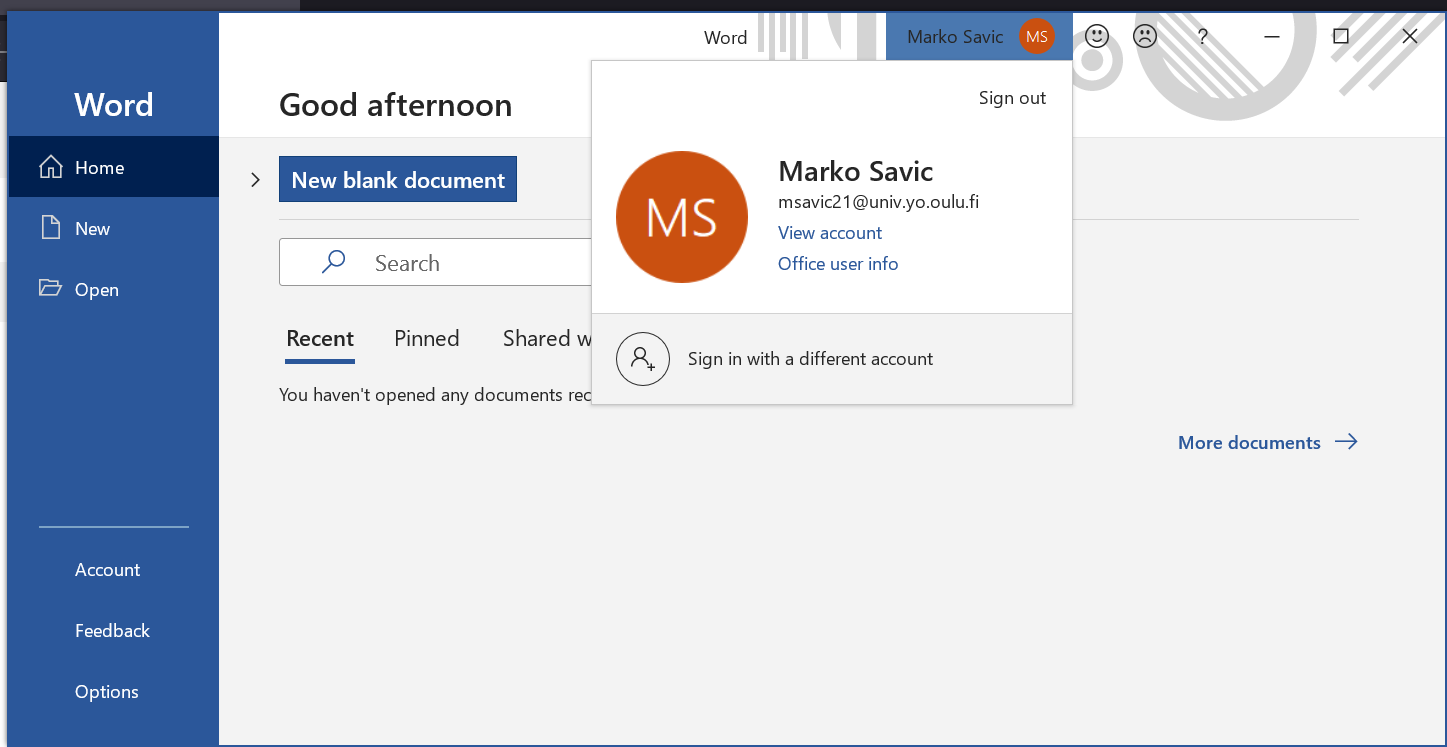 Word
Marko Savic
MS
?
Word
Good afternoon
Sign out
Home
New blank document
Marko Savic
msavic21@univ.yo.oulu.fi
MS
New
View account
Search
Office user info
Open
Recent
Pinned
Shared w
Sign in with a different account
You haven't opened any documents rec
More documents
Account
Feedback
Options